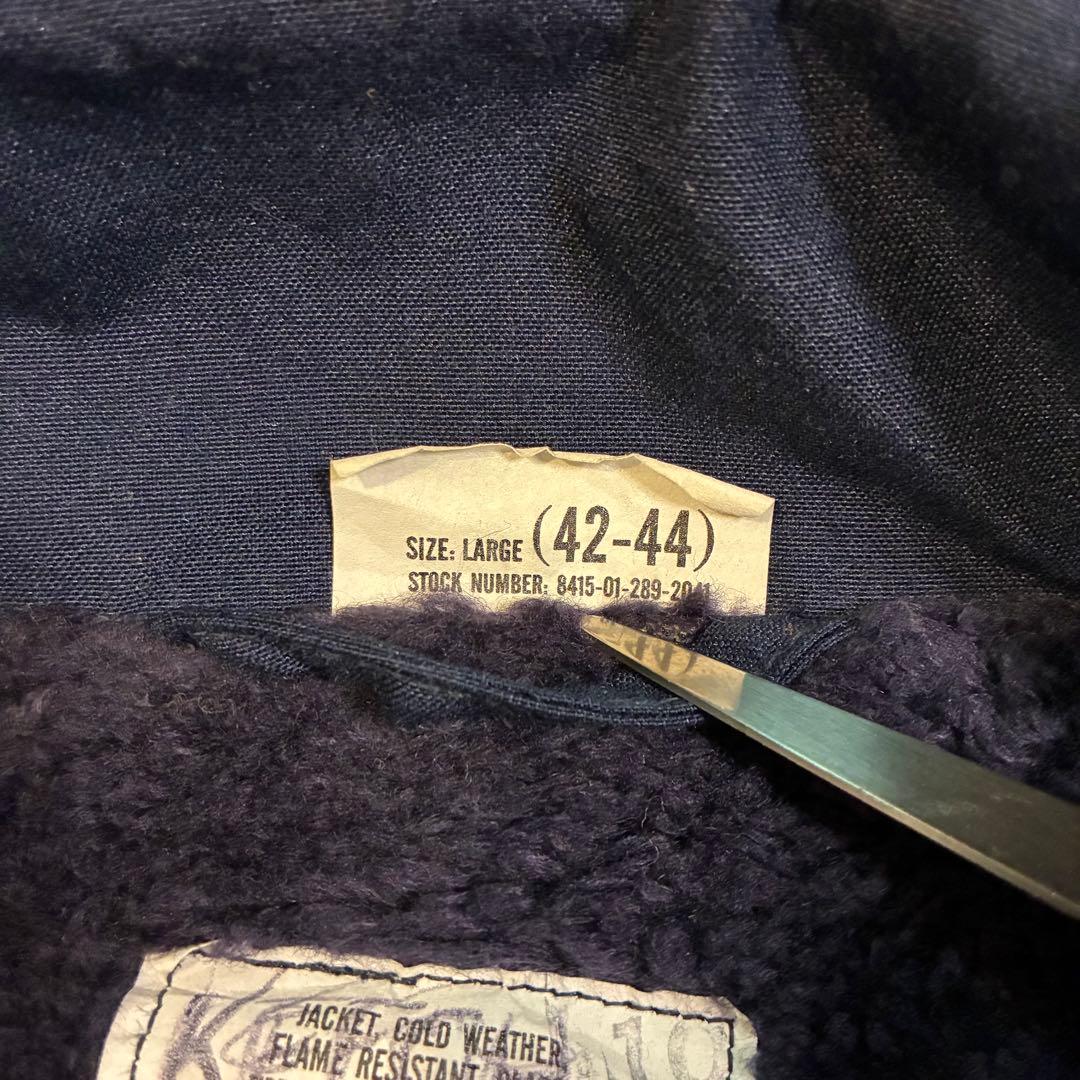 SIZE: LARGE (42-44)
STOCK NUMBER: 8415-01-289-2041
JACKET, COLD WEATHER
FLAME RESISTANT,